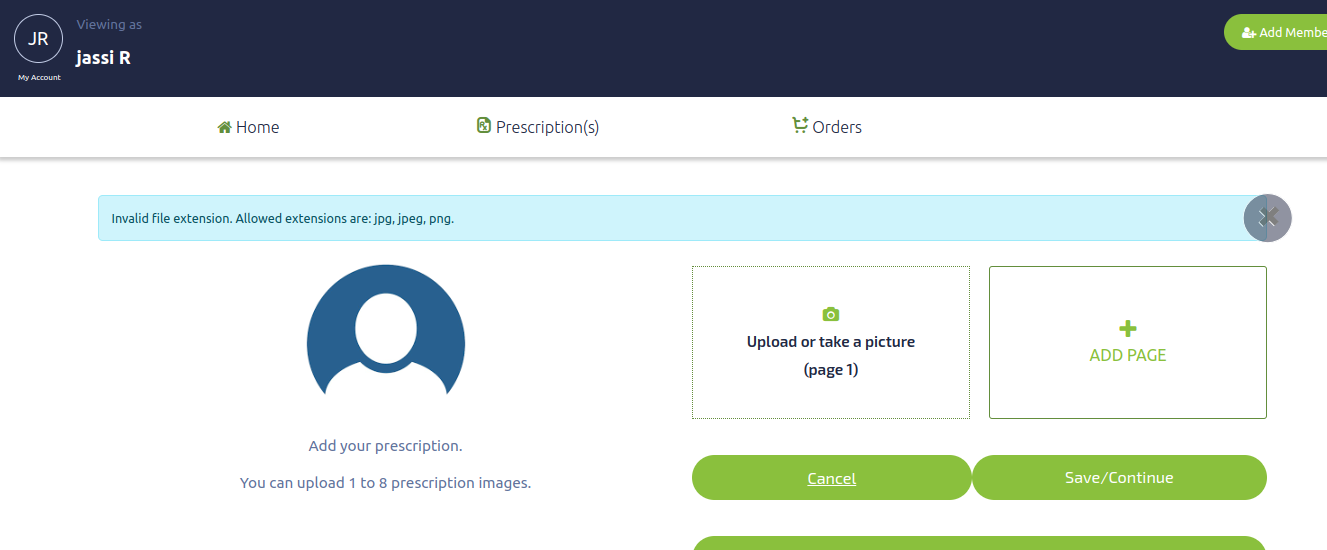 JR
Viewing as
jassi R
My Account
Add Membe
Home
Prescription(s)
Orders
Invalid file extension. Allowed extensions are: jpg, jpeg, png.
Upload or take a picture
(page 1)
ADD PAGE
Add your prescription.
You can upload 1 to 8 prescription images.
Cancel
Save/Continue